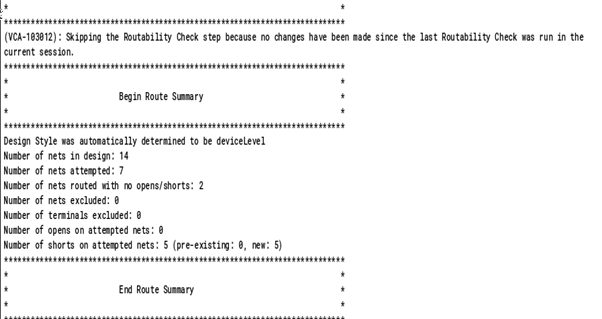 *                                                                          *
****************************************************************************
(VCA-103012): Skipping the Routability Check step because no changes have been made since the last Routability Check was run in the
current session.
****************************************************************************
*                                                                          *
*                         Begin Route Summary                              *
*                                                                          *
****************************************************************************
Design Style was automatically determined to be deviceLevel
Number of nets in design: 14
Number of nets attempted: 7
Number of nets routed with no opens/shorts: 2
Number of nets excluded: 0
Number of terminals excluded: 0
Number of opens on attempted nets: 0
Number of shorts on attempted nets: 5 (pre-existing: 0, new: 5)
****************************************************************************
*                                                                          *
*                         End Route Summary                                *
*                                                                          *
****************************************************************************